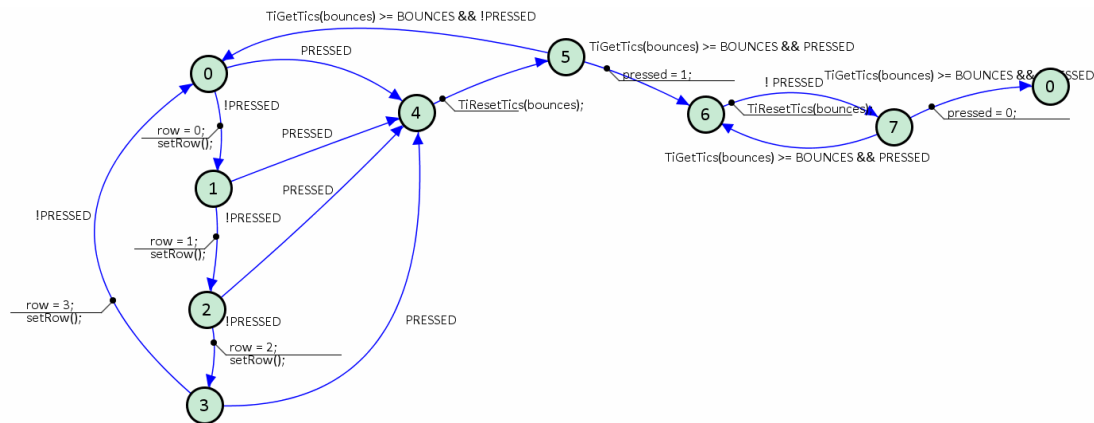 TiGetTics(bounces) >= BOUNCES && !PRESSED
PRESSED
0
!PRESSED
row = 0;
setRow();
1
PRESSED
!PRESSED
row = 1;
setRow();
2
PRESSED
!PRESSED
row = 2;
setRow();
3
PRESSED
!PRESSED
row = 3;
setRow();
4
TiResetTics(bounces);
5
TiGetTics(bounces) >= BOUNCES && PRESSED
pressed = 1;
6
! PRESSED
TiResetTics(bounces);
7
TiGetTics(bounces) >= BOUNCES && PRESSED
TiGetTics(bounces) >= BOUNCES && PRESSED
pressed = 0;
0